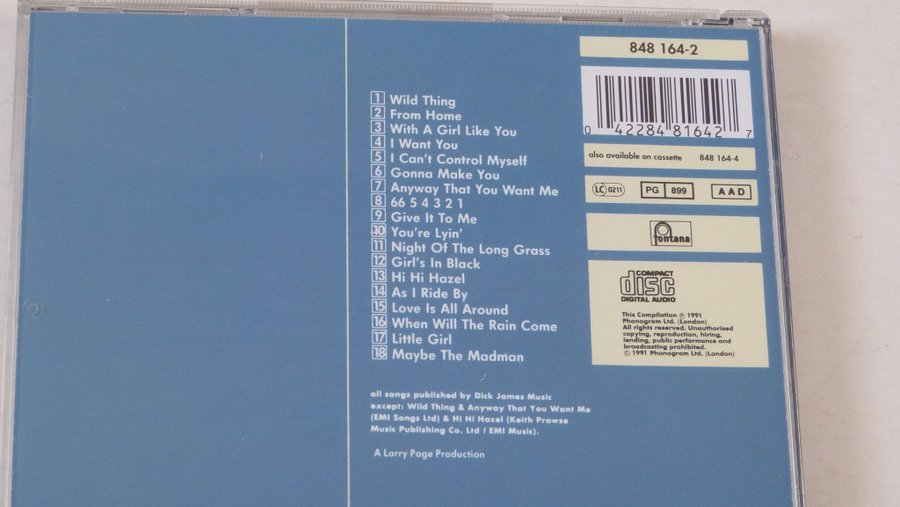 1 Wild Thing
2 From Home
3 With A Girl Like You
4 I Want You
5 I Can't Control Myself
6 Gonna Make You
7 Anyway That You Want Me
8 66 5 4 3 2 1
9 Give It To Me
10 You're Lyin'
11 Night Of The Long Grass
12 Girl's In Black
13 Hi Hi Hazel
14 As I Ride By
15 Love Is All Around
16 When Will The Rain Come
17 Little Girl
18 Maybe The Madman
all songs published by Dick James Music
except: Wild Thing & Anyway That You Want Me
(EMI Songs Ltd) & Hi Hi Hazel (Keith Prowse
Music Publishing Co. Ltd / EMI Music).
A Larry Page Production
848 164-2
0 42284 81642 7
also available on cassette 848 164-4
LC 0211 PG 899 A A D
fontana
COMPACT
disc
DIGITAL AUDIO
This Compilation ℗ 1991
Phonogram Ltd. (London)
All rights reserved. Unauthorised
copying, reproduction, hiring,
lending, public performance and
broadcasting prohibited.
© 1991 Phonogram Ltd. (London)